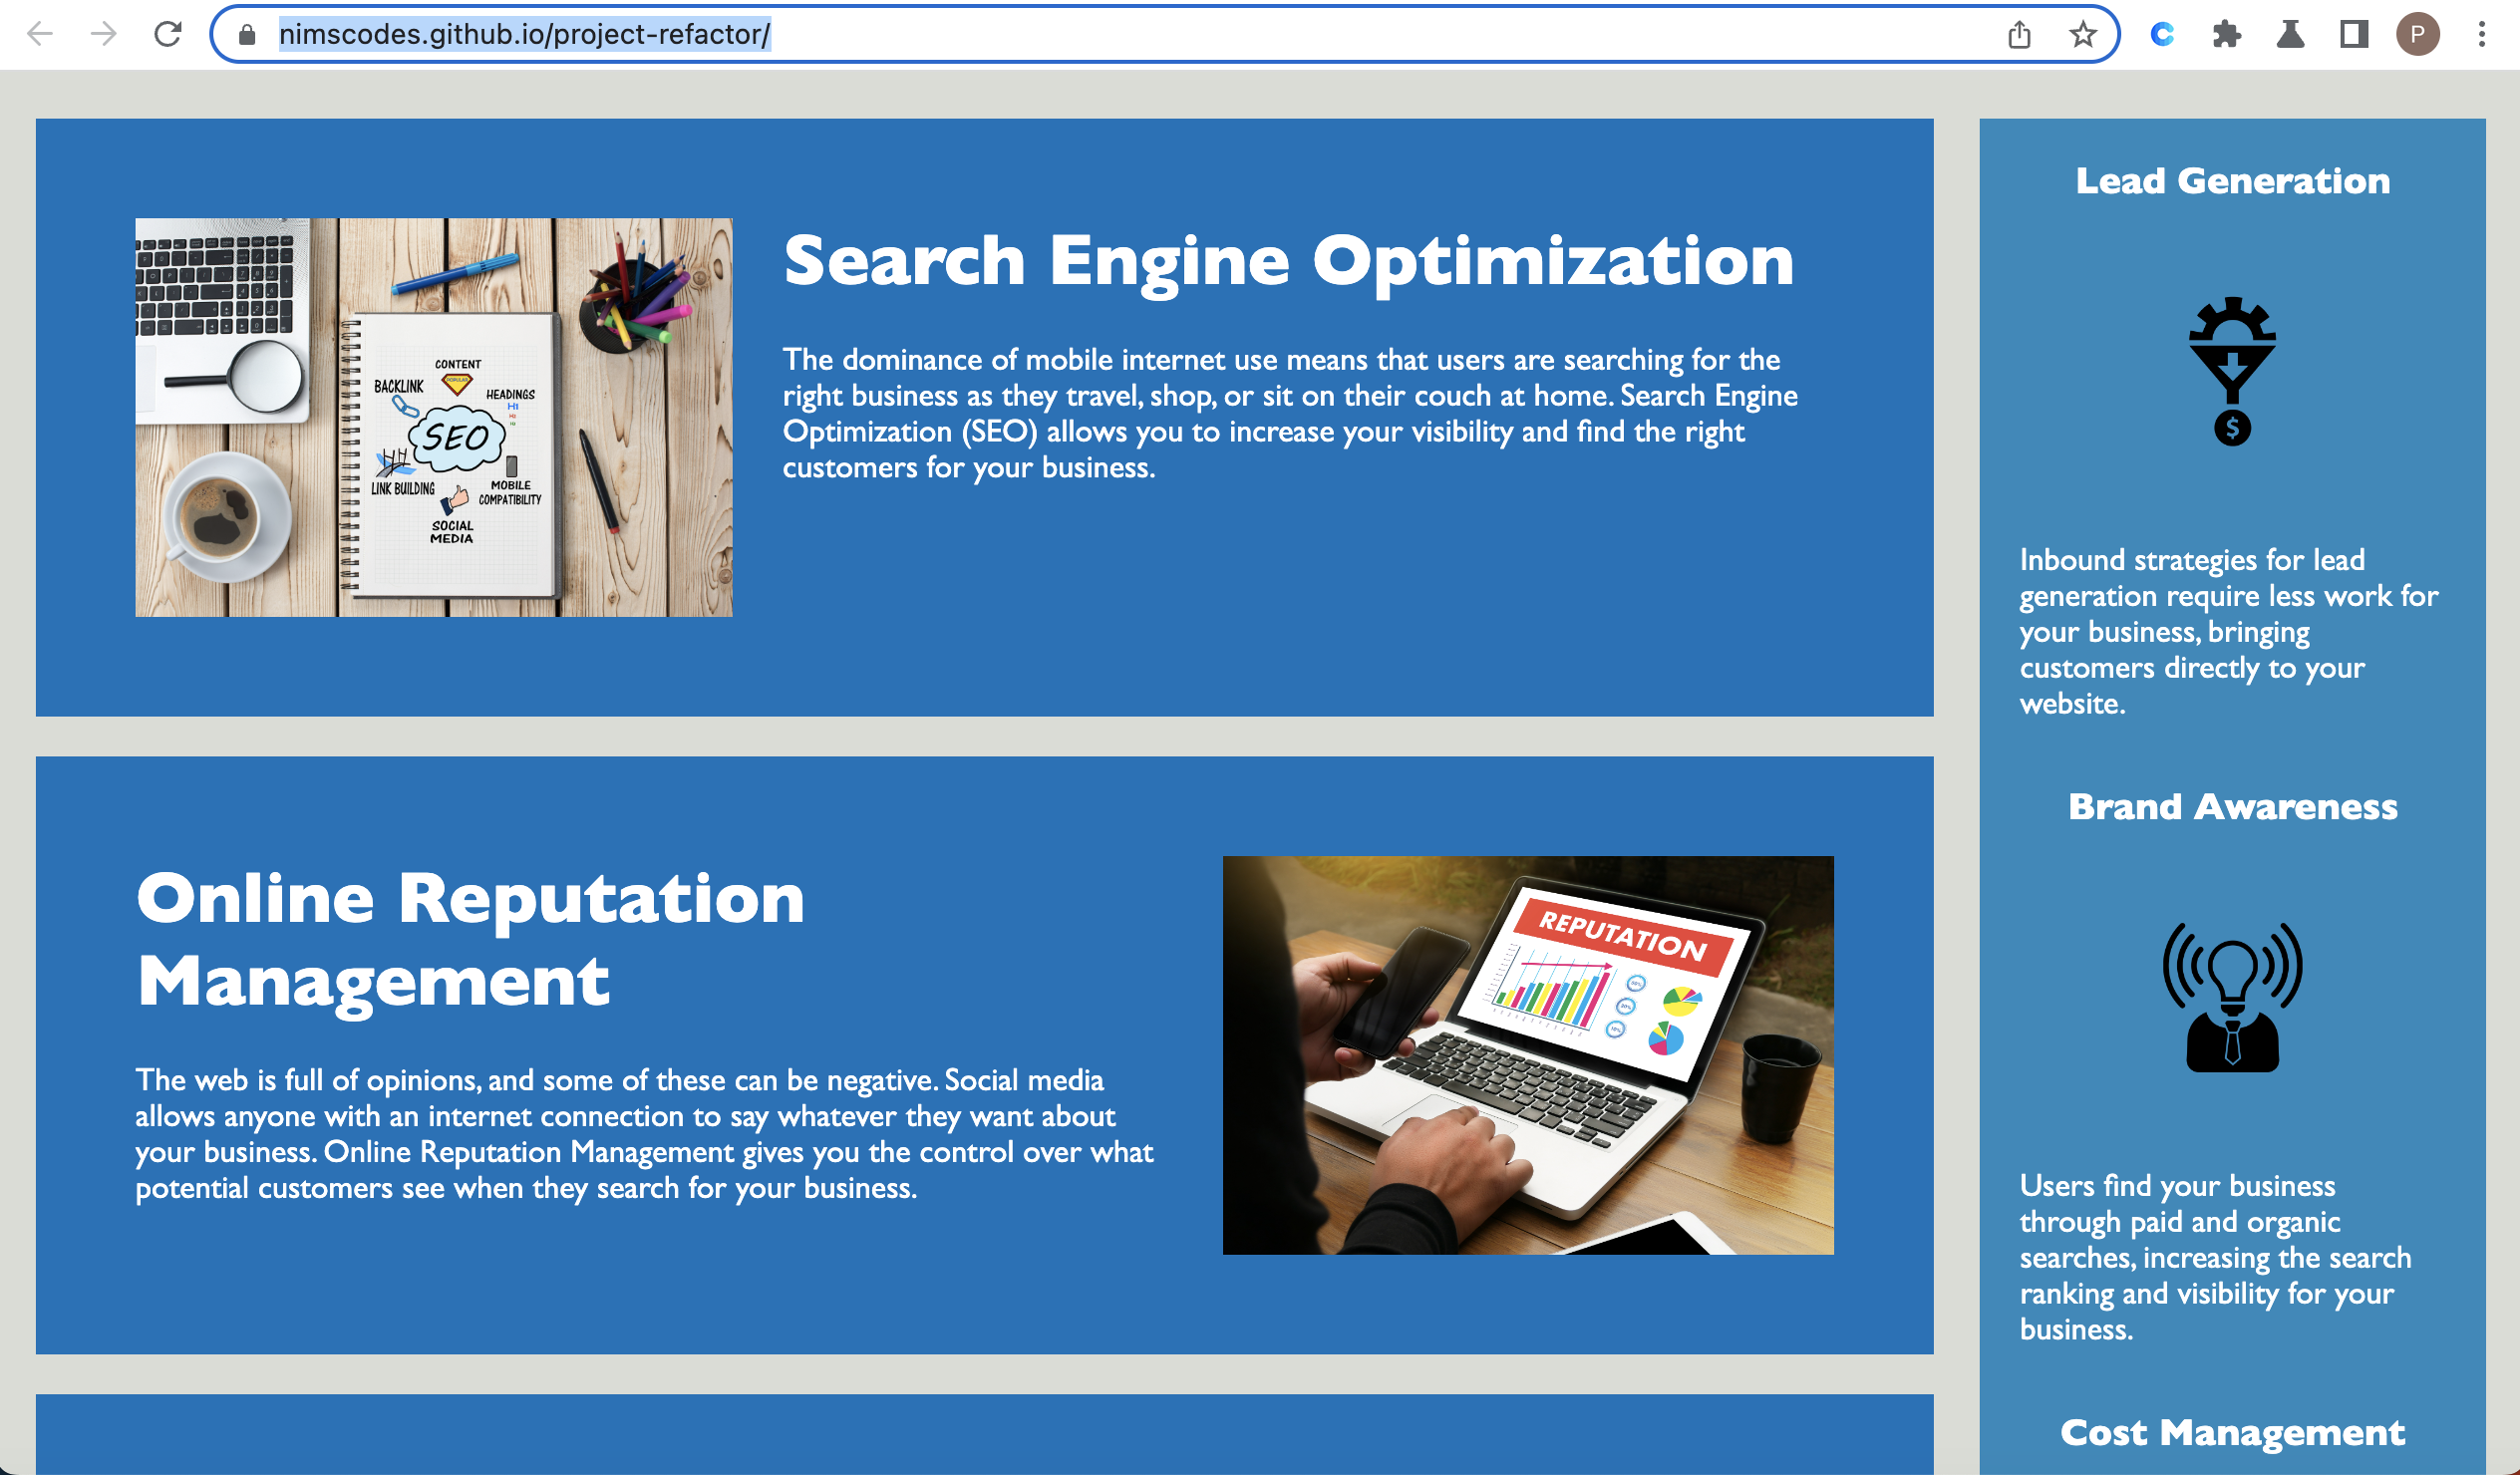 nimscodes.github.io/project-refactor/
P
Search Engine Optimization
The dominance of mobile internet use means that users are searching for the
right business as they travel, shop, or sit on their couch at home. Search Engine
Optimization (SEO) allows you to increase your visibility and find the right
customers for your business.
CONTENT
POPULAR
BACKLINK
HEADINGS
H1
SEO
LINK BUILDING
MOBILE
COMPATIBILITY
SOCIAL
MEDIA
Online Reputation
Management
The web is full of opinions, and some of these can be negative. Social media
allows anyone with an internet connection to say whatever they want about
your business. Online Reputation Management gives you the control over what
potential customers see when they search for your business.
REPUTATION
Lead Generation
$
Inbound strategies for lead
generation require less work for
your business, bringing
customers directly to your
website.
Brand Awareness
Users find your business
through paid and organic
searches, increasing the search
ranking and visibility for your
business.
Cost Management